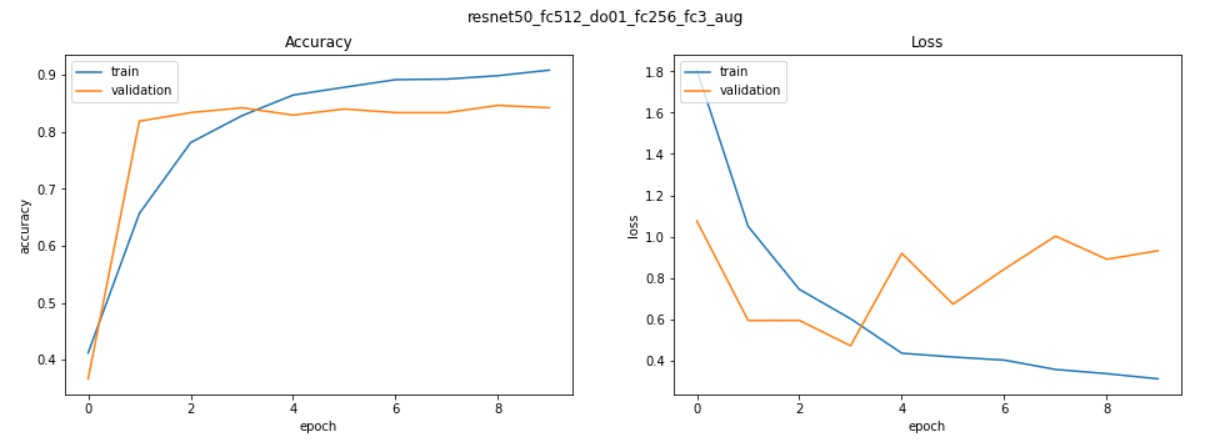 resnet50_fc512_do01_fc256_fc3_aug
Accuracy
train
validation
0.9
0.8
0.7
0.6
0.5
0.4
accuracy
0 2 4 6 8
epoch
Loss
train
validation
1.8
1.6
1.4
1.2
1.0
0.8
0.6
0.4
loss
0 2 4 6 8
epoch